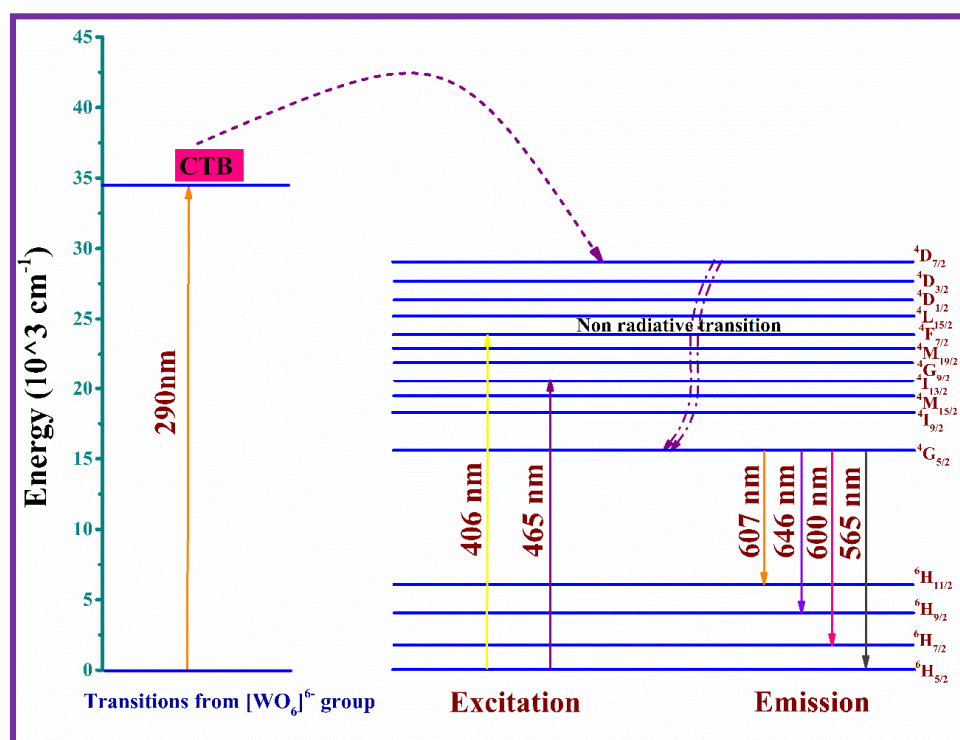 45
40
35
30
25
20
15
10
5
0
Energy (10^3 cm⁻¹)
CTB
290nm
Transitions from [WO₆]⁶⁻ group
Non radiative transition
406 nm
465 nm
Excitation
607 nm
646 nm
600 nm
565 nm
Emission
⁴D₇/₂
⁴D₃/₂
⁴D₁/₂
⁴L₁₅/₂
⁴F₇/₂
⁴M₁₉/₂
⁴G₉/₂
⁴I₁₃/₂
⁴M₁₅/₂
⁴I₉/₂
⁴G₅/₂
⁶H₁₁/₂
⁶H₉/₂
⁶H₇/₂
⁶H₅/₂